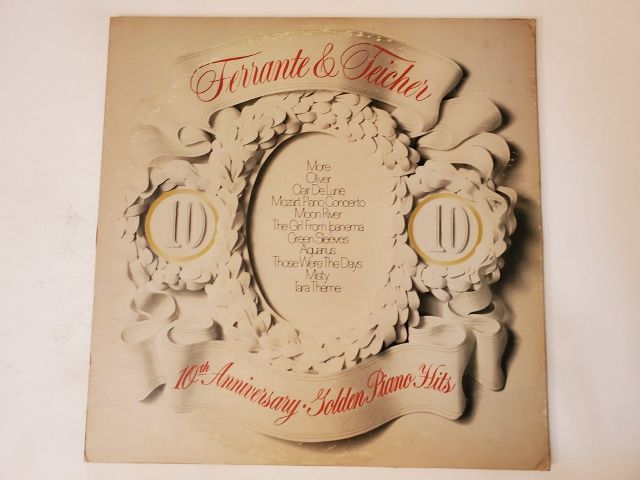 Ferrante & Teicher
More
Oliver
Clair De Lune
Mozart Piano Concerto
Moon River
The Girl From Ipanema
Green Sleeves
Aquarius
Those Were The Days
Misty
Tara Theme
10
10
10th Anniversary · Golden Piano Hits